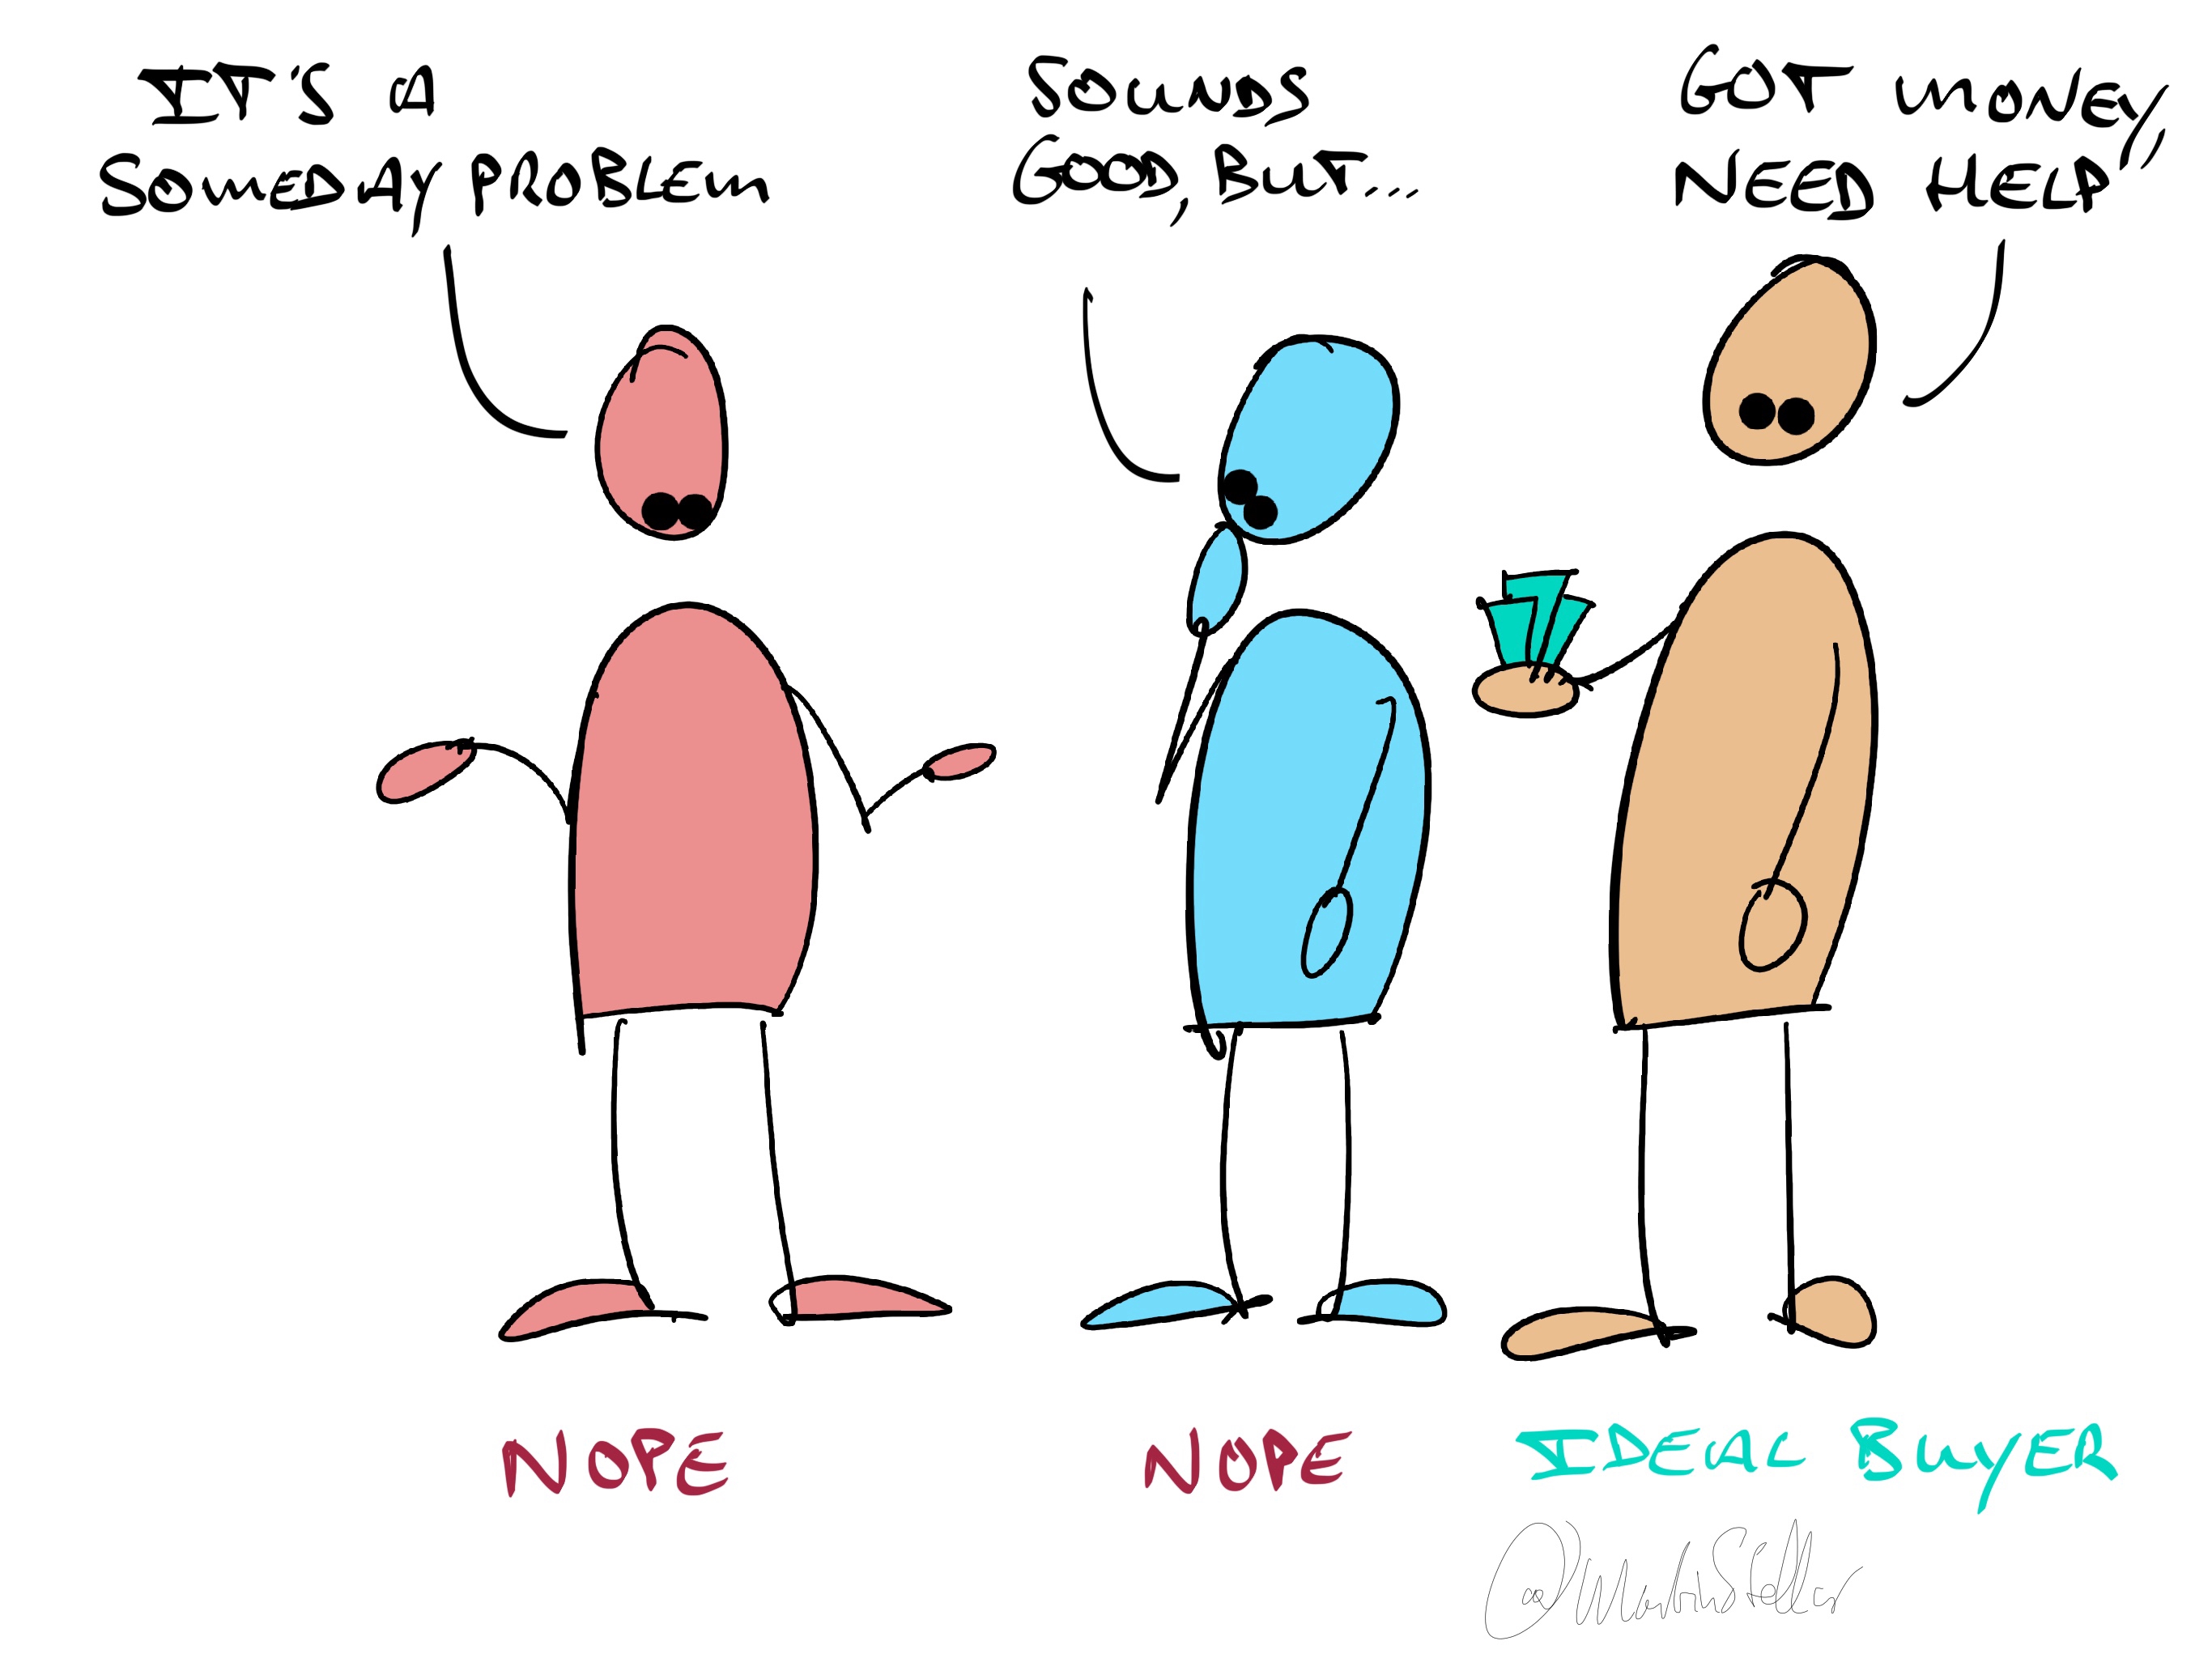 IT'S A
SOMEDAY PROBLEM
SOUNDS
GOOD, BUT...
GOT MONEY,
NEED HELP
NOPE
NOPE
IDEAL BUYER